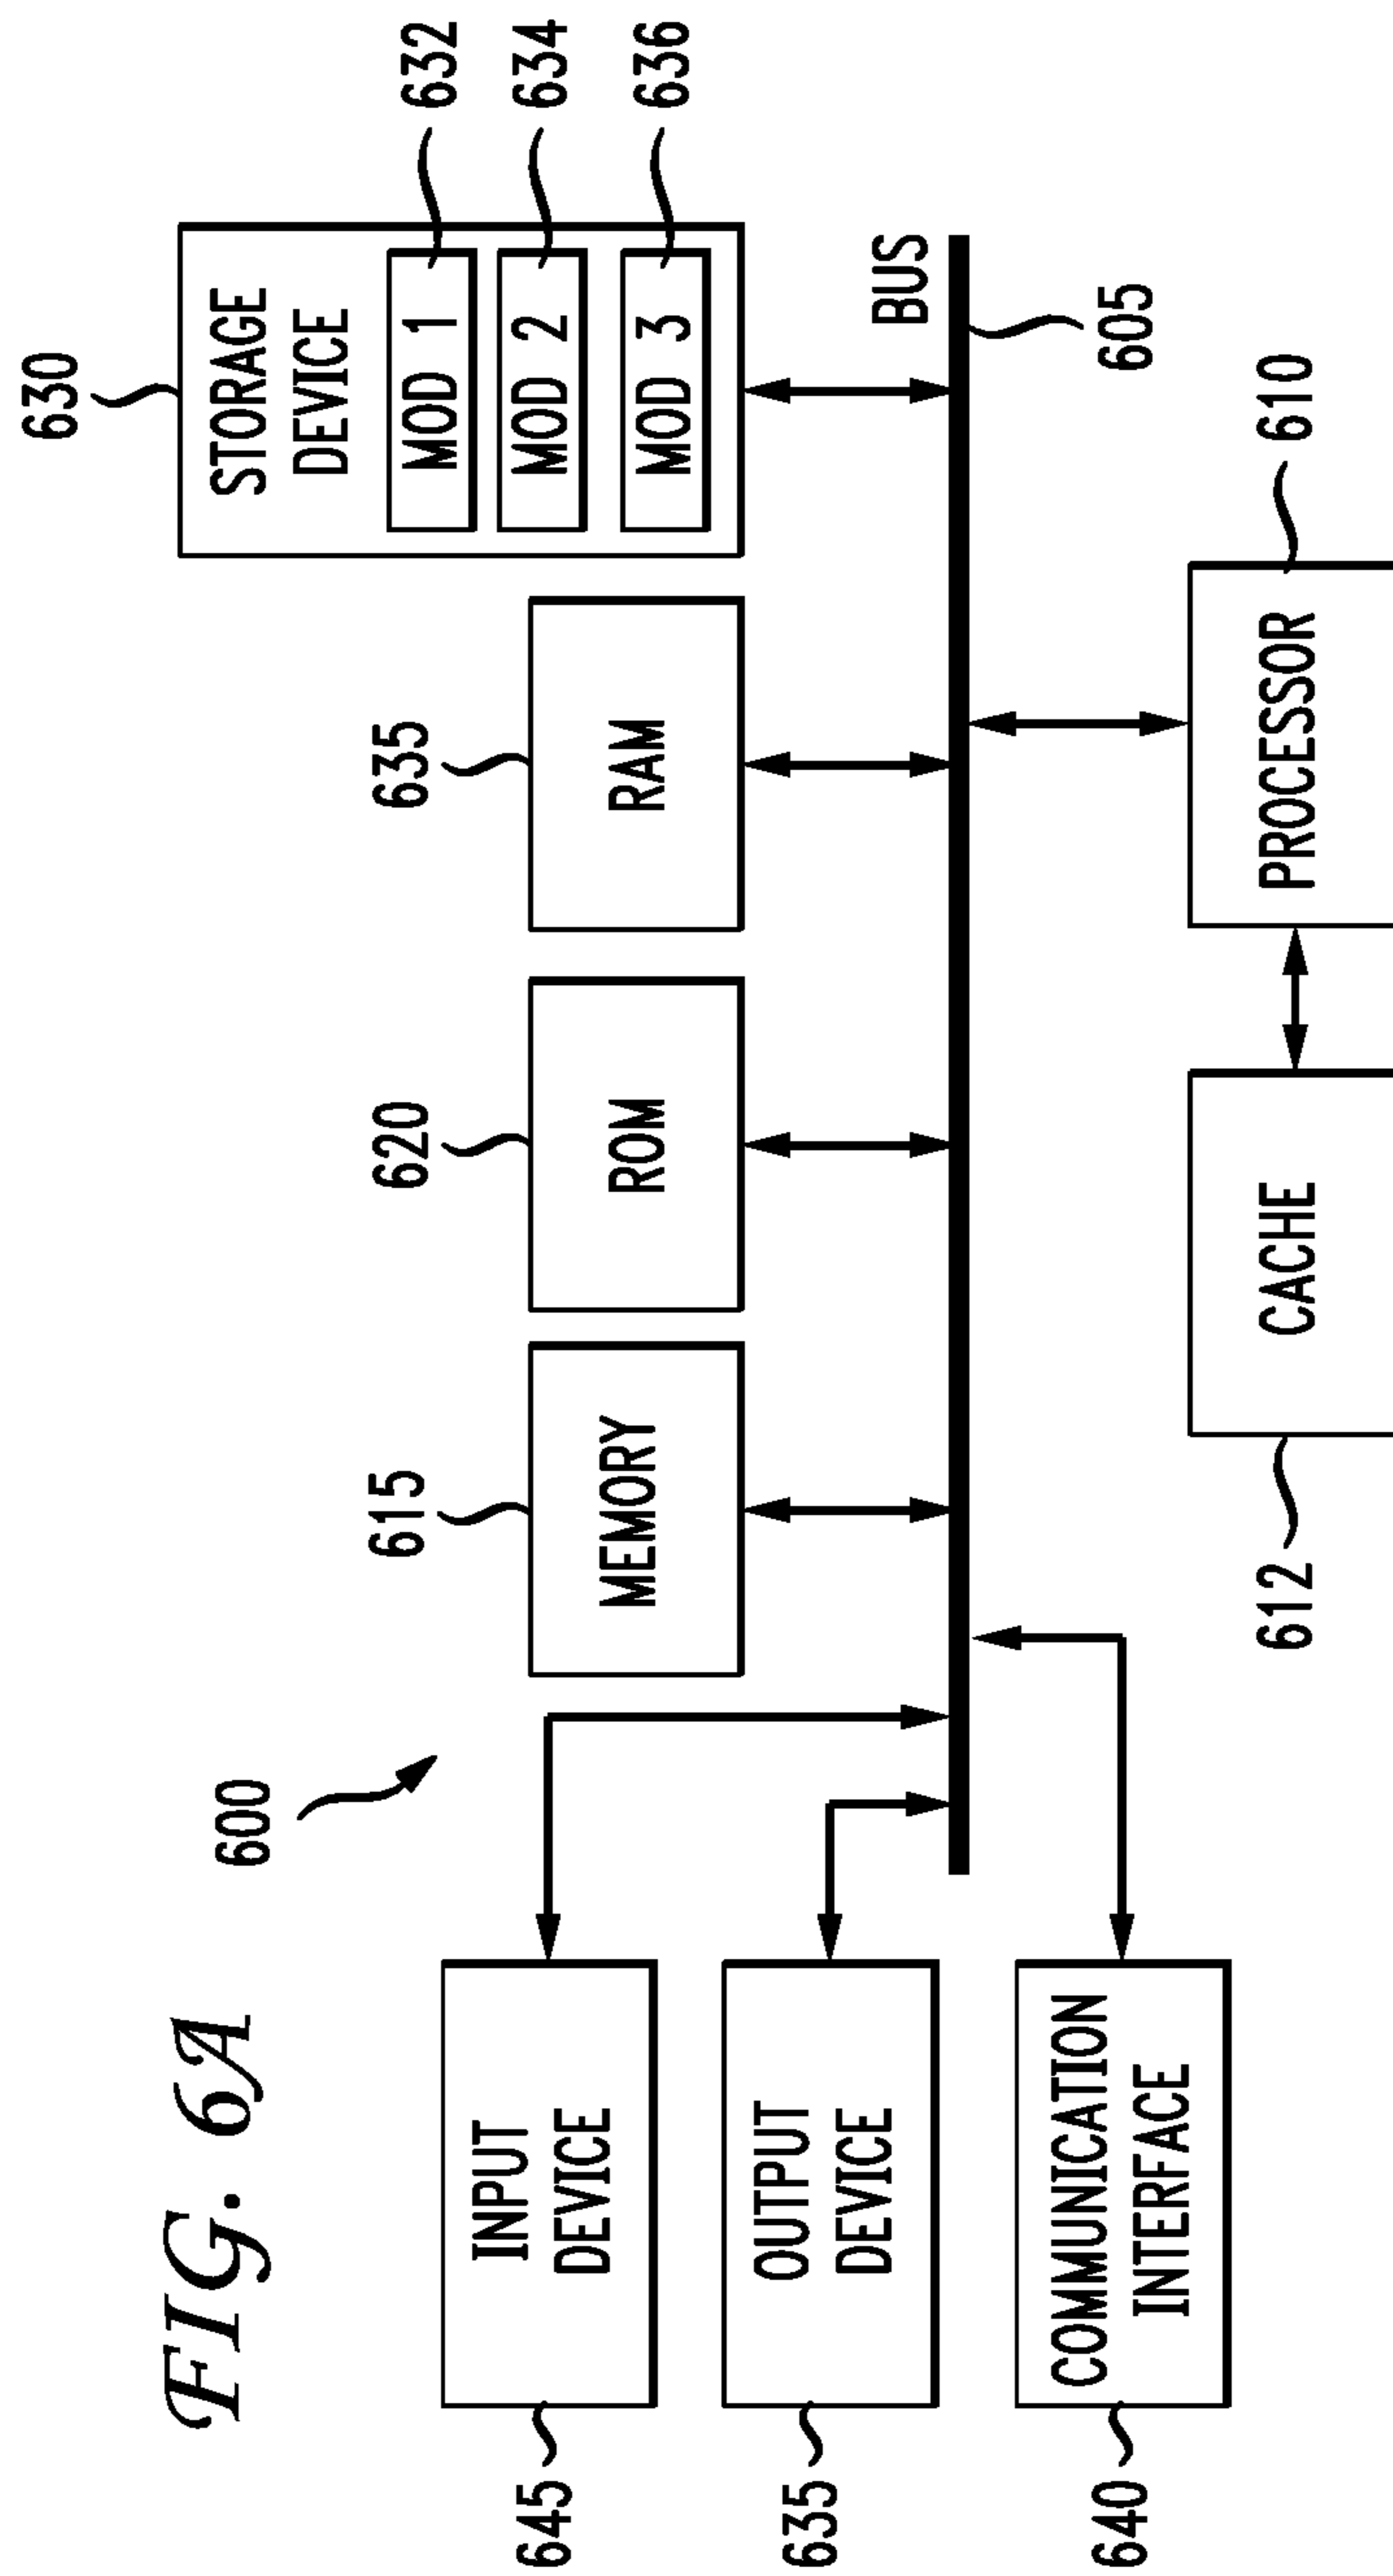 FIG. 6A
600
630
STORAGE
DEVICE
MOD 1
632
MOD 2
634
MOD 3
636
615
MEMORY
620
ROM
635
RAM
645
INPUT
DEVICE
635
OUTPUT
DEVICE
640
COMMUNICATION
INTERFACE
BUS
605
612
CACHE
PROCESSOR
610